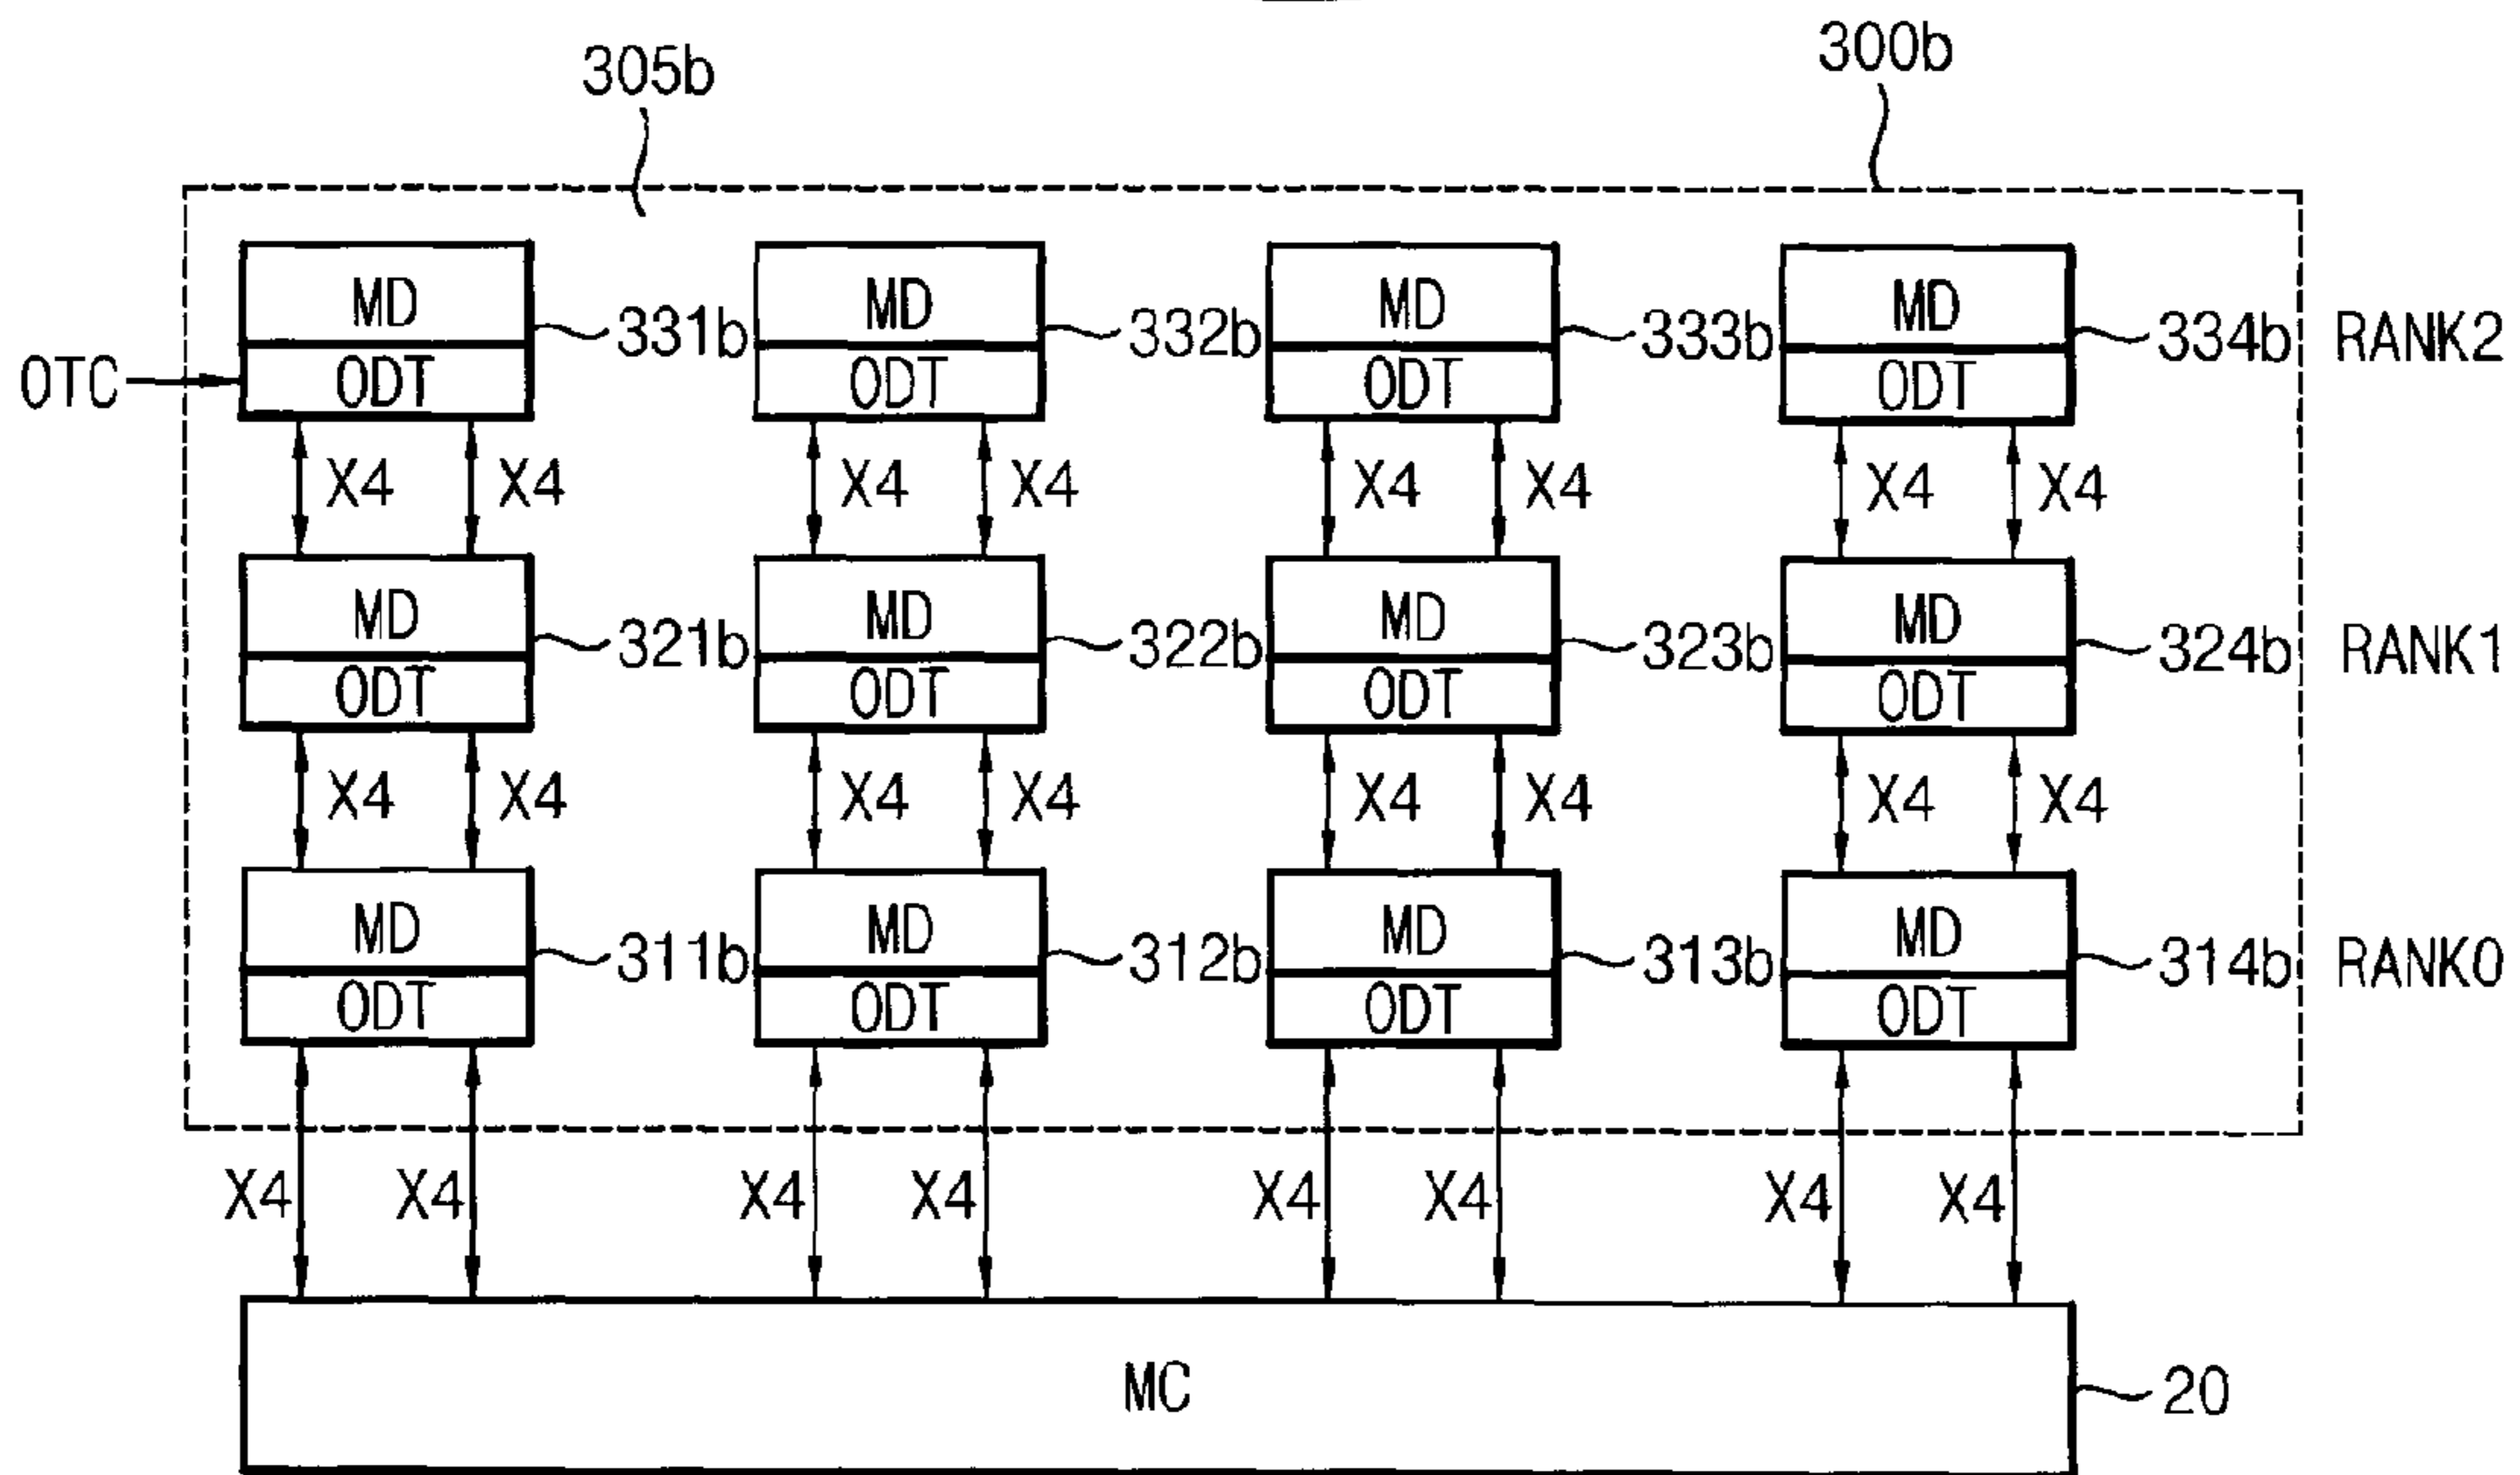 305b 300b
MD MD MD MD
331b 332b 333b 334b RANK2
OTC ODT ODT ODT ODT
X4 X4 X4 X4 X4 X4 X4 X4
MD MD MD MD
321b 322b 323b 324b RANK1
ODT ODT ODT ODT
X4 X4 X4 X4 X4 X4 X4 X4
MD MD MD MD
311b 312b 313b 314b RANK0
ODT ODT ODT ODT
X4 X4 X4 X4 X4 X4 X4 X4
MC 20